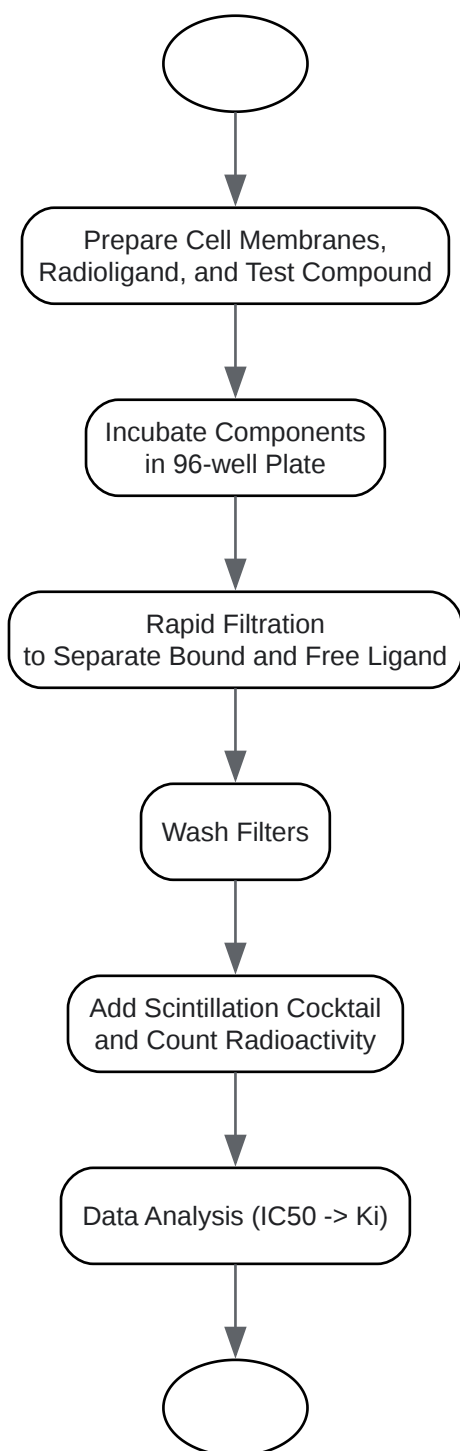 Prepare Cell Membranes,
Radioligand, and Test Compound
Incubate Components
in 96-well Plate
Rapid Filtration
to Separate Bound and Free Ligand
Wash Filters
Add Scintillation Cocktail
and Count Radioactivity
Data Analysis (IC50 -> Ki)